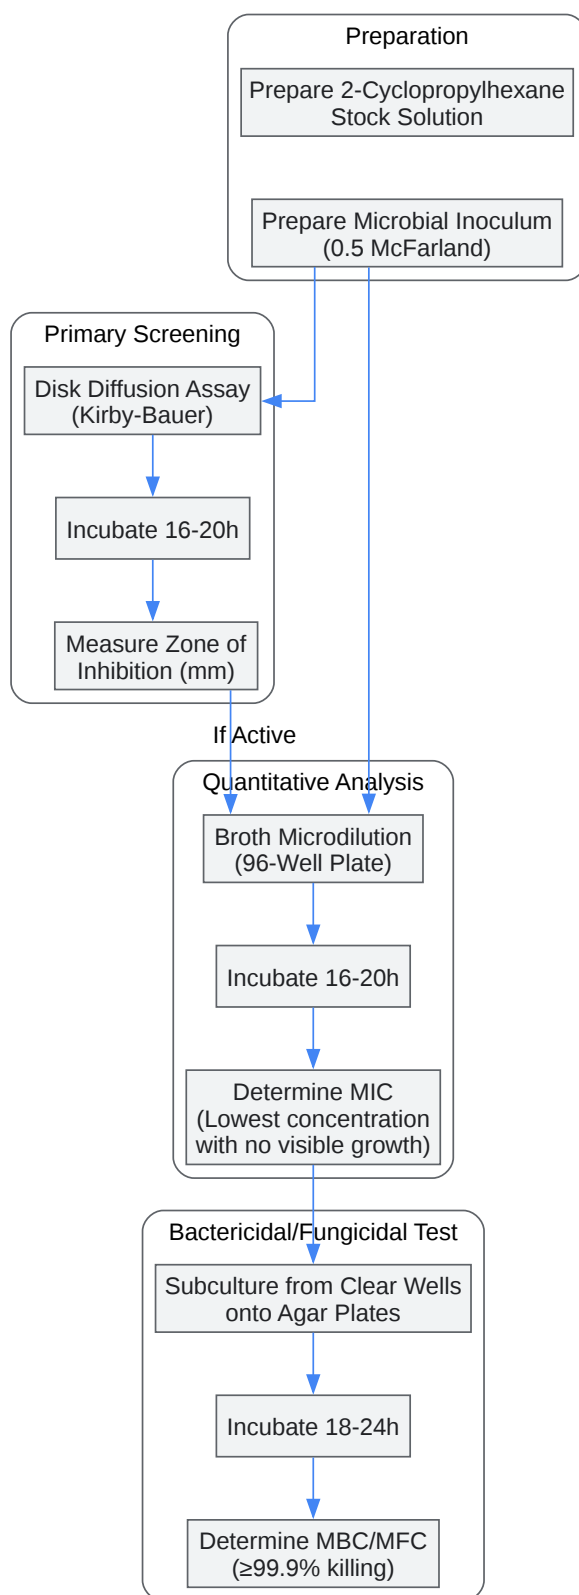 Preparation
Prepare 2-Cyclopropylhexane
Stock Solution
Prepare Microbial Inoculum
(0.5 McFarland)
Primary Screening
Disk Diffusion Assay
(Kirby-Bauer)
Incubate 16-20h
Measure Zone of
Inhibition (mm)
If Active
Quantitative Analysis
Broth Microdilution
(96-Well Plate)
Incubate 16-20h
Determine MIC
(Lowest concentration
with no visible growth)
Bactericidal/Fungicidal Test
Subculture from Clear Wells
onto Agar Plates
Incubate 18-24h
Determine MBC/MFC
(≥99.9% killing)